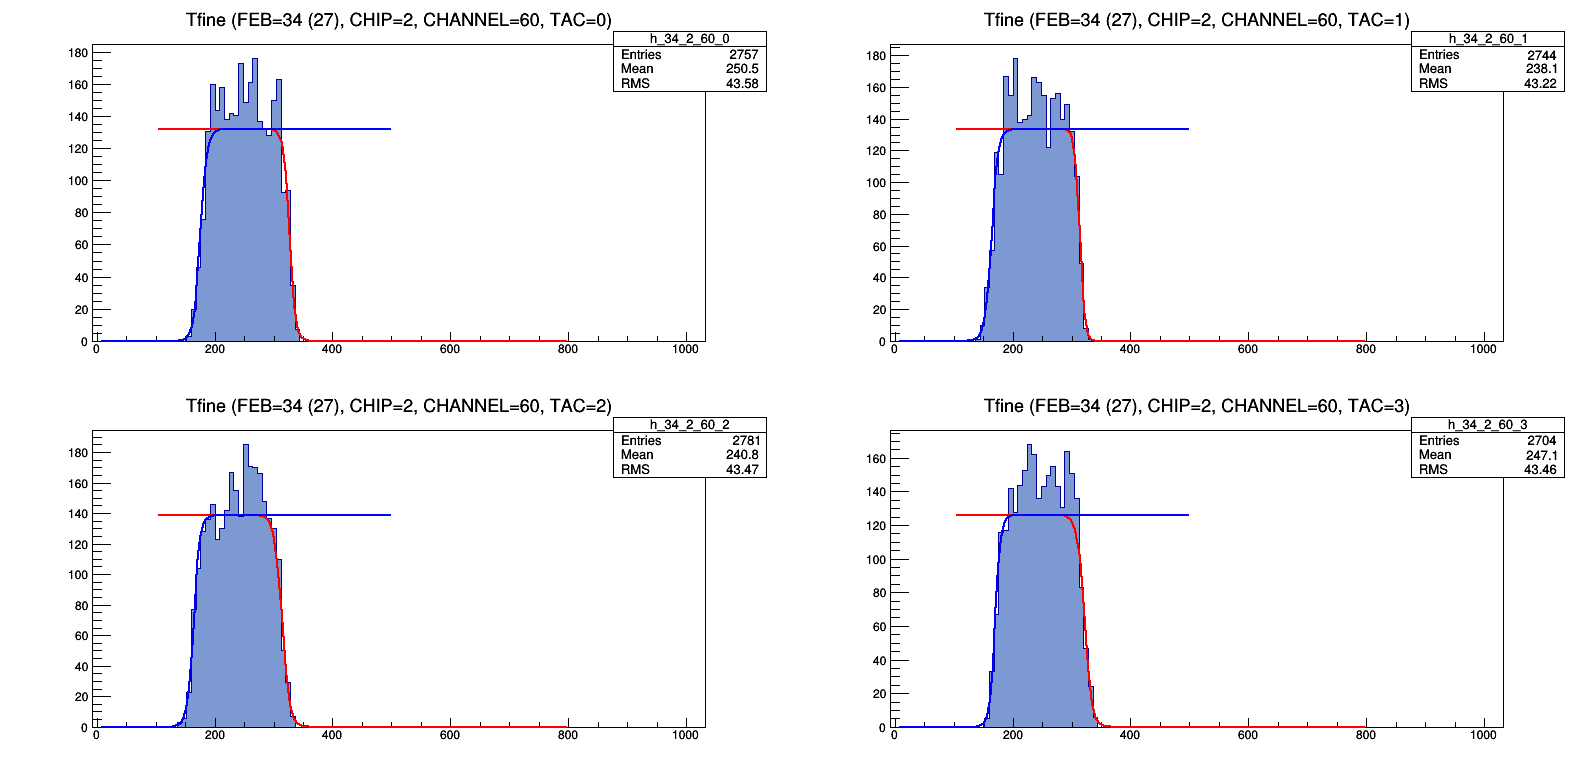 Tfine (FEB=34 (27), CHIP=2, CHANNEL=60, TAC=0)
h_34_2_60_0
Entries 2757
Mean 250.5
RMS 43.58
180
160
140
120
100
80
60
40
20
0
0 200 400 600 800 1000
Tfine (FEB=34 (27), CHIP=2, CHANNEL=60, TAC=1)
h_34_2_60_1
Entries 2744
Mean 238.1
RMS 43.22
180
160
140
120
100
80
60
40
20
0
0 200 400 600 800 1000
Tfine (FEB=34 (27), CHIP=2, CHANNEL=60, TAC=2)
h_34_2_60_2
Entries 2781
Mean 240.8
RMS 43.47
180
160
140
120
100
80
60
40
20
0
0 200 400 600 800 1000
Tfine (FEB=34 (27), CHIP=2, CHANNEL=60, TAC=3)
h_34_2_60_3
Entries 2704
Mean 247.1
RMS 43.46
160
140
120
100
80
60
40
20
0
0 200 400 600 800 1000